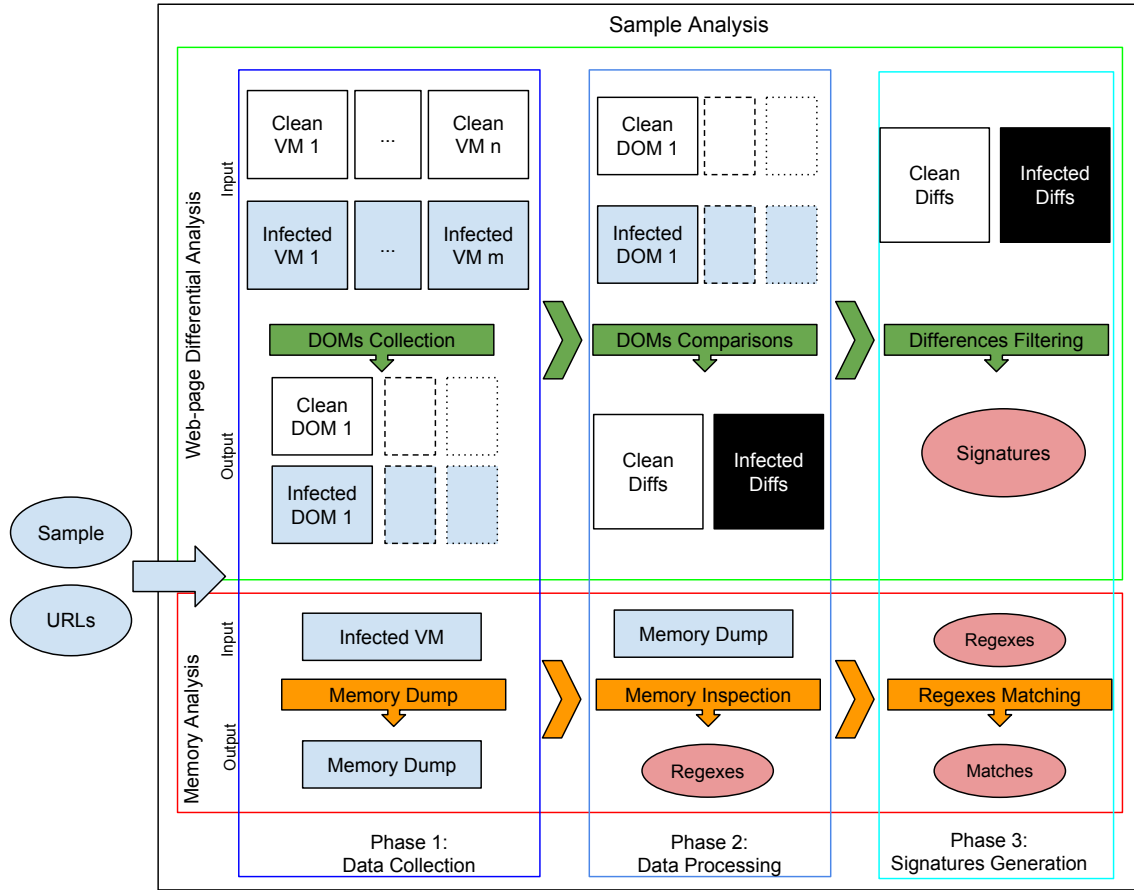 Sample Analysis
Web-page Differential Analysis
Input
Clean
VM 1
...
Clean
VM n
Infected
VM 1
...
Infected
VM m
DOMs Collection
Output
Clean
DOM 1
Infected
DOM 1
Clean
DOM 1
Infected
DOM 1
DOMs Comparisons
Clean
Diffs
Infected
Diffs
Clean
Diffs
Infected
Diffs
Differences Filtering
Signatures
Sample
URLs
Memory Analysis
Input
Infected VM
Memory Dump
Output
Memory Dump
Memory Dump
Memory Inspection
Regexes
Regexes
Regexes Matching
Matches
Phase 1:
Data Collection
Phase 2:
Data Processing
Phase 3:
Signatures Generation